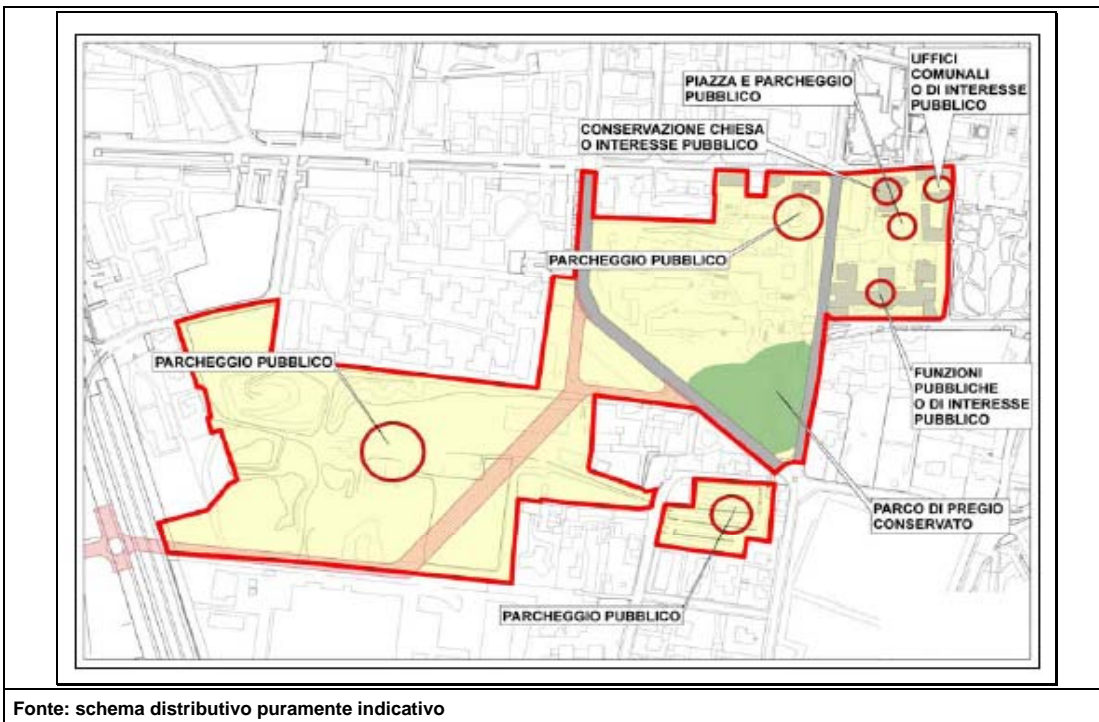 UFFICI
COMUNALI
O DI INTERESSE
PUBBLICO
PIAZZA E PARCHEGGIO
PUBBLICO
CONSERVAZIONE CHIESA
O INTERESSE PUBBLICO
PARCHEGGIO PUBBLICO
PARCHEGGIO PUBBLICO
FUNZIONI
PUBBLICHE
O DI INTERESSE
PUBBLICO
PARCO DI PREGIO
CONSERVATO
PARCHEGGIO PUBBLICO
Fonte: schema distributivo puramente indicativo